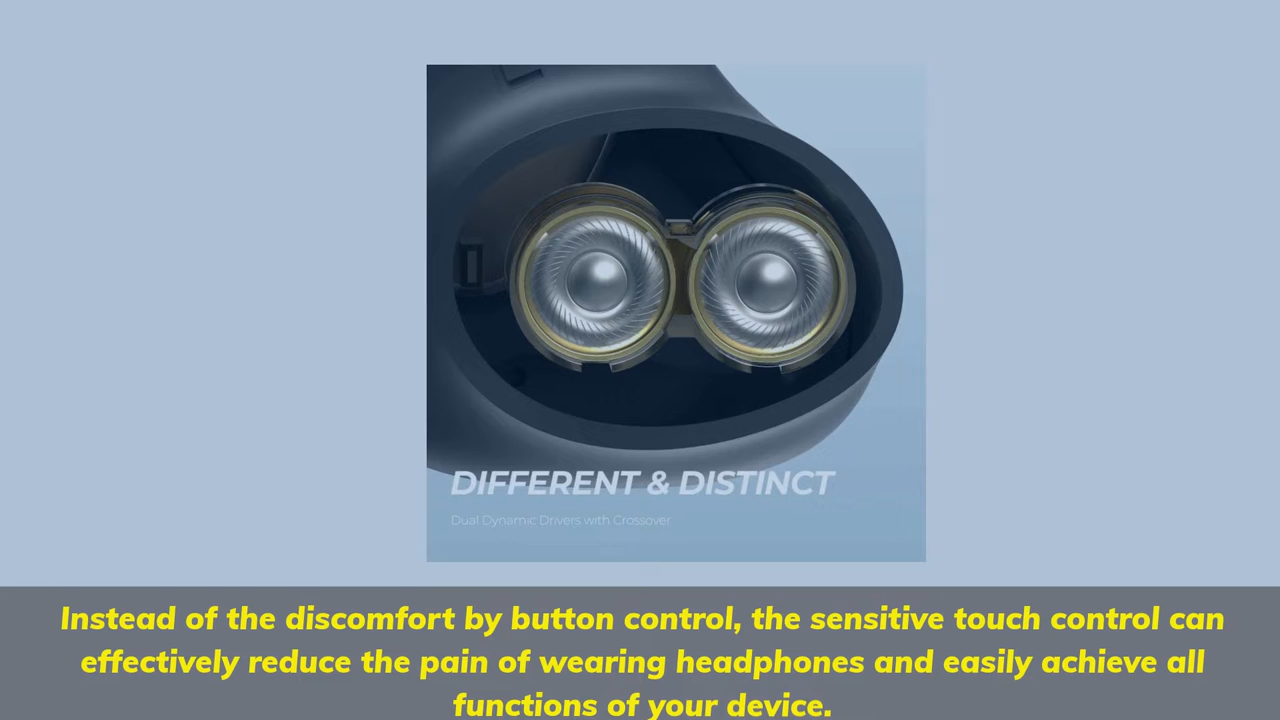 DIFFERENT & DISTINCT
Dual Dynamic Drivers with Crossover
Instead of the discomfort by button control, the sensitive touch control can
effectively reduce the pain of wearing headphones and easily achieve all
functions of your device.